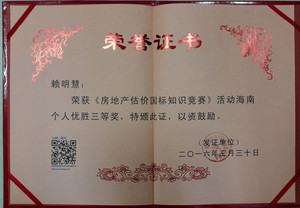 荣誉证书
赖明慧：
荣获《房地产估价国标知识竞赛》活动海南
个人优胜三等奖，特颁此证，以资鼓励。
（发证单位）
二〇一六年三月三十日